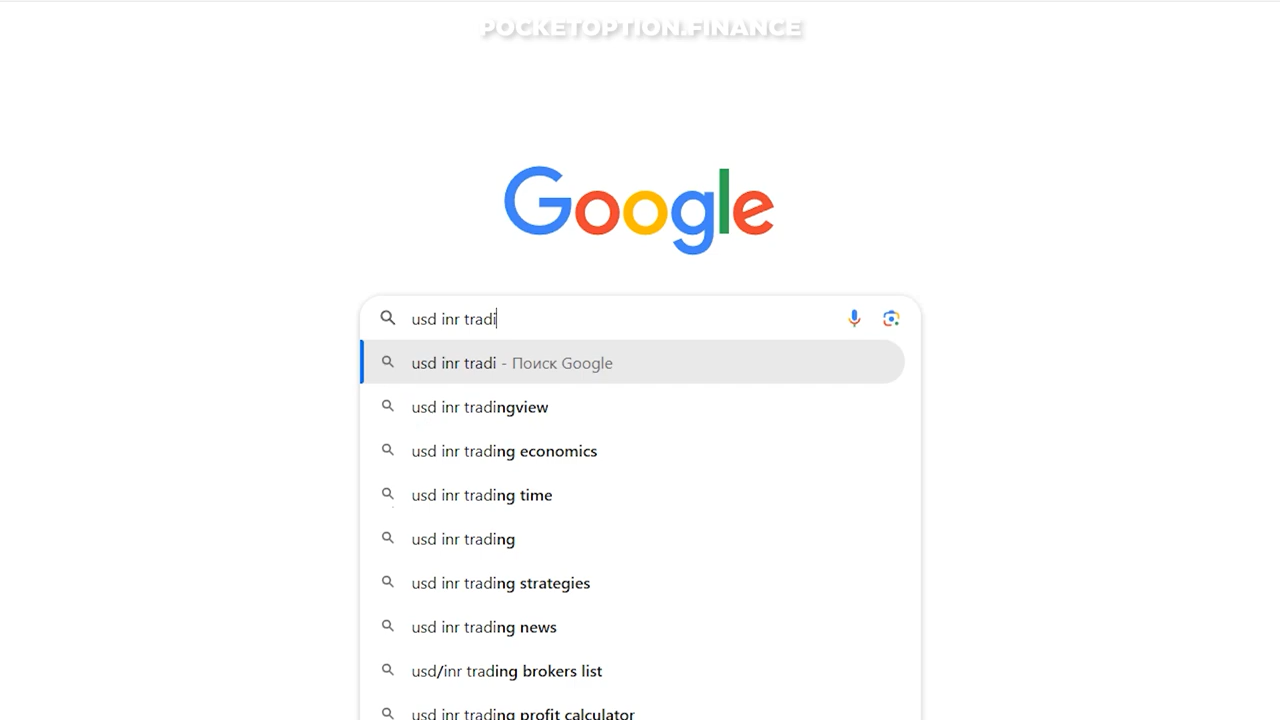 POCKETOPTION.FINANCE
Google
usd inr tradi
usd inr tradi - Поиск Google
usd inr tradingview
usd inr trading economics
usd inr trading time
usd inr trading
usd inr trading strategies
usd inr trading news
usd/inr trading brokers list
usd inr trading profit calculator